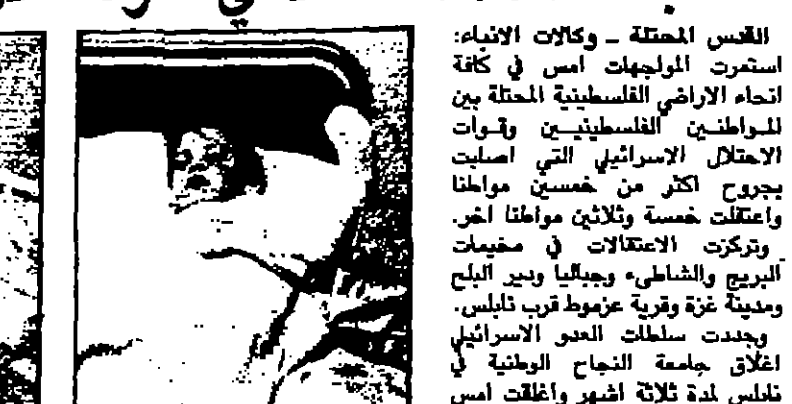 في
القدس المحتلة ـ وكالات الانباء:
استمرت المواجهات امس في كافة
انحاء الاراضي الفلسطينية المحتلة بين
المواطنين الفلسطينيين وقوات
الاحتلال الاسرائيلي التي اصابت
بجروح اكثر من خمسين مواطنا
واعتقلت خمسة وثلاثين مواطنا اخر.
وتركزت الاعتقالات في مخيمات
البريج والشاطىء وجباليا ودير البلح
ومدينة غزة وقرية عزموط قرب نابلس.
وجددت سلطات العدو الاسرائيلي
اغلاق جامعة النجاح الوطنية في
نابلس لمدة ثلاثة اشهر واغلقت امس